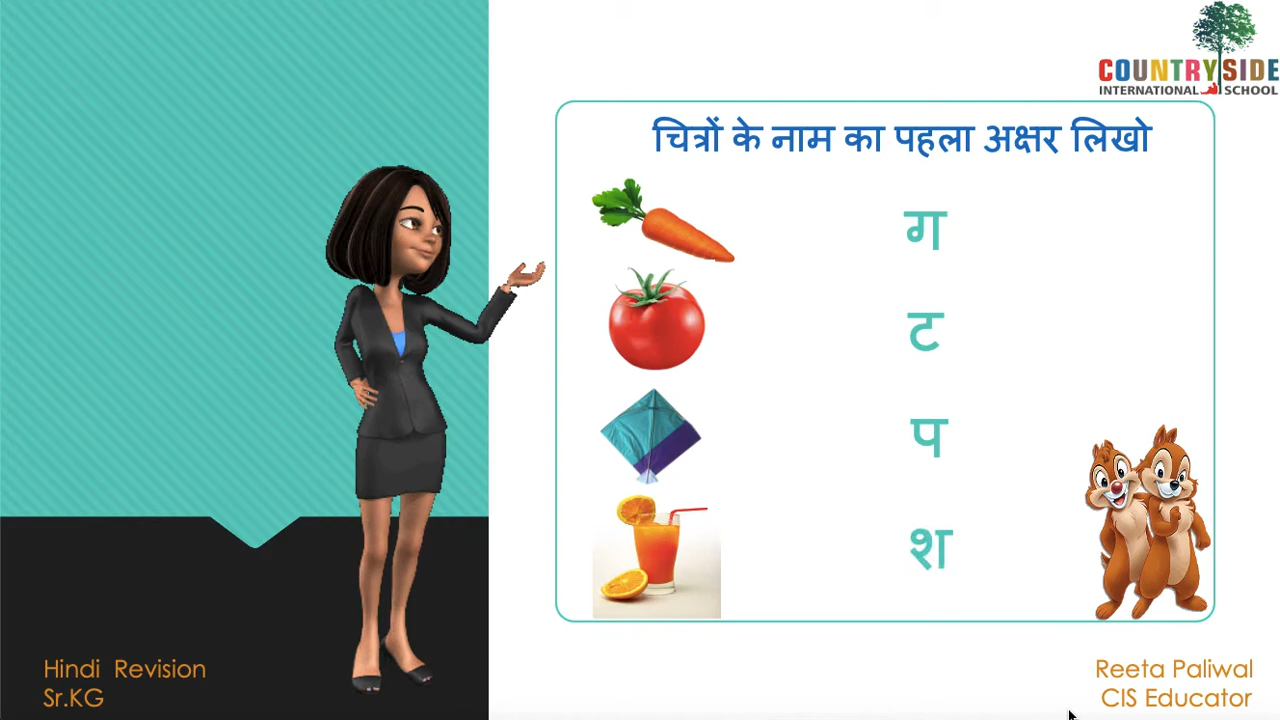 COUNTRYSIDE
INTERNATIONAL SCHOOL
चित्रों के नाम का पहला अक्षर लिखो
ग
ट
प
श
Hindi Revision
Sr.KG
Reeta Paliwal
CIS Educator